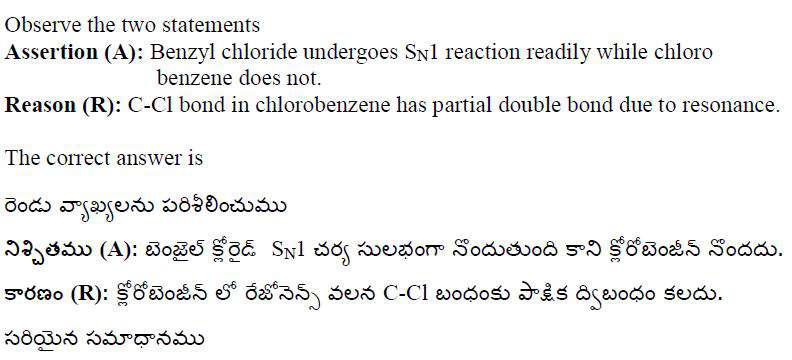 Observe the two statements
Assertion (A): Benzyl chloride undergoes SN1 reaction readily while chloro
benzene does not.
Reason (R): C-Cl bond in chlorobenzene has partial double bond due to resonance.
The correct answer is
రెండు వ్యాఖ్యలను పరిశీలించుము
నిశ్చితము (A): బెంజైల్ క్లోరైడ్ SN1 చర్య సులభంగా నొందుతుంది కాని క్లోరోబెంజీన్ నొందదు.
కారణం (R): క్లోరోబెంజీన్ లో రేజోనెన్స్ వలన C-Cl బంధంకు పాక్షిక ద్విబంధం కలదు.
సరియైన సమాధానము